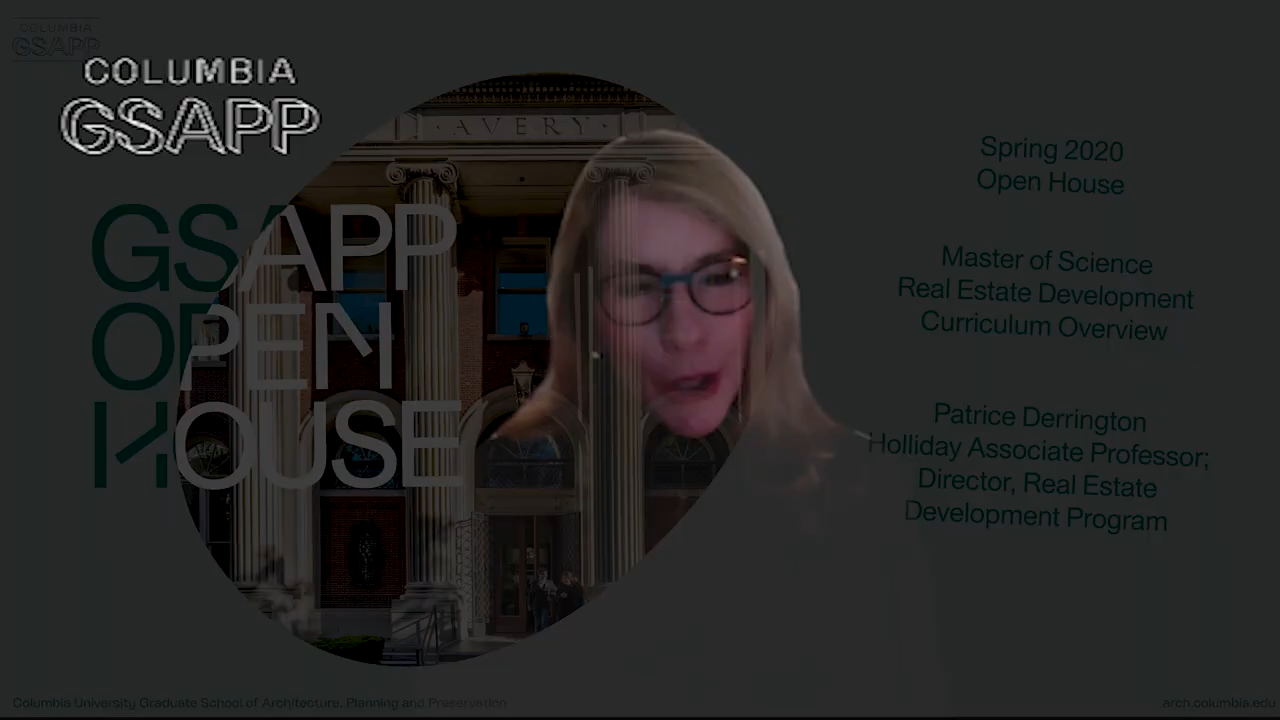 COLUMBIA
GSAPP
COLUMBIA
GSAPP
AVERY
GSAPP
OPEN
HOUSE
Spring 2020
Open House
Master of Science
Real Estate Development
Curriculum Overview
Patrice Derrington
Holliday Associate Professor;
Director, Real Estate
Development Program
Columbia University Graduate School of Architecture, Planning and Preservation
arch.columbia.edu